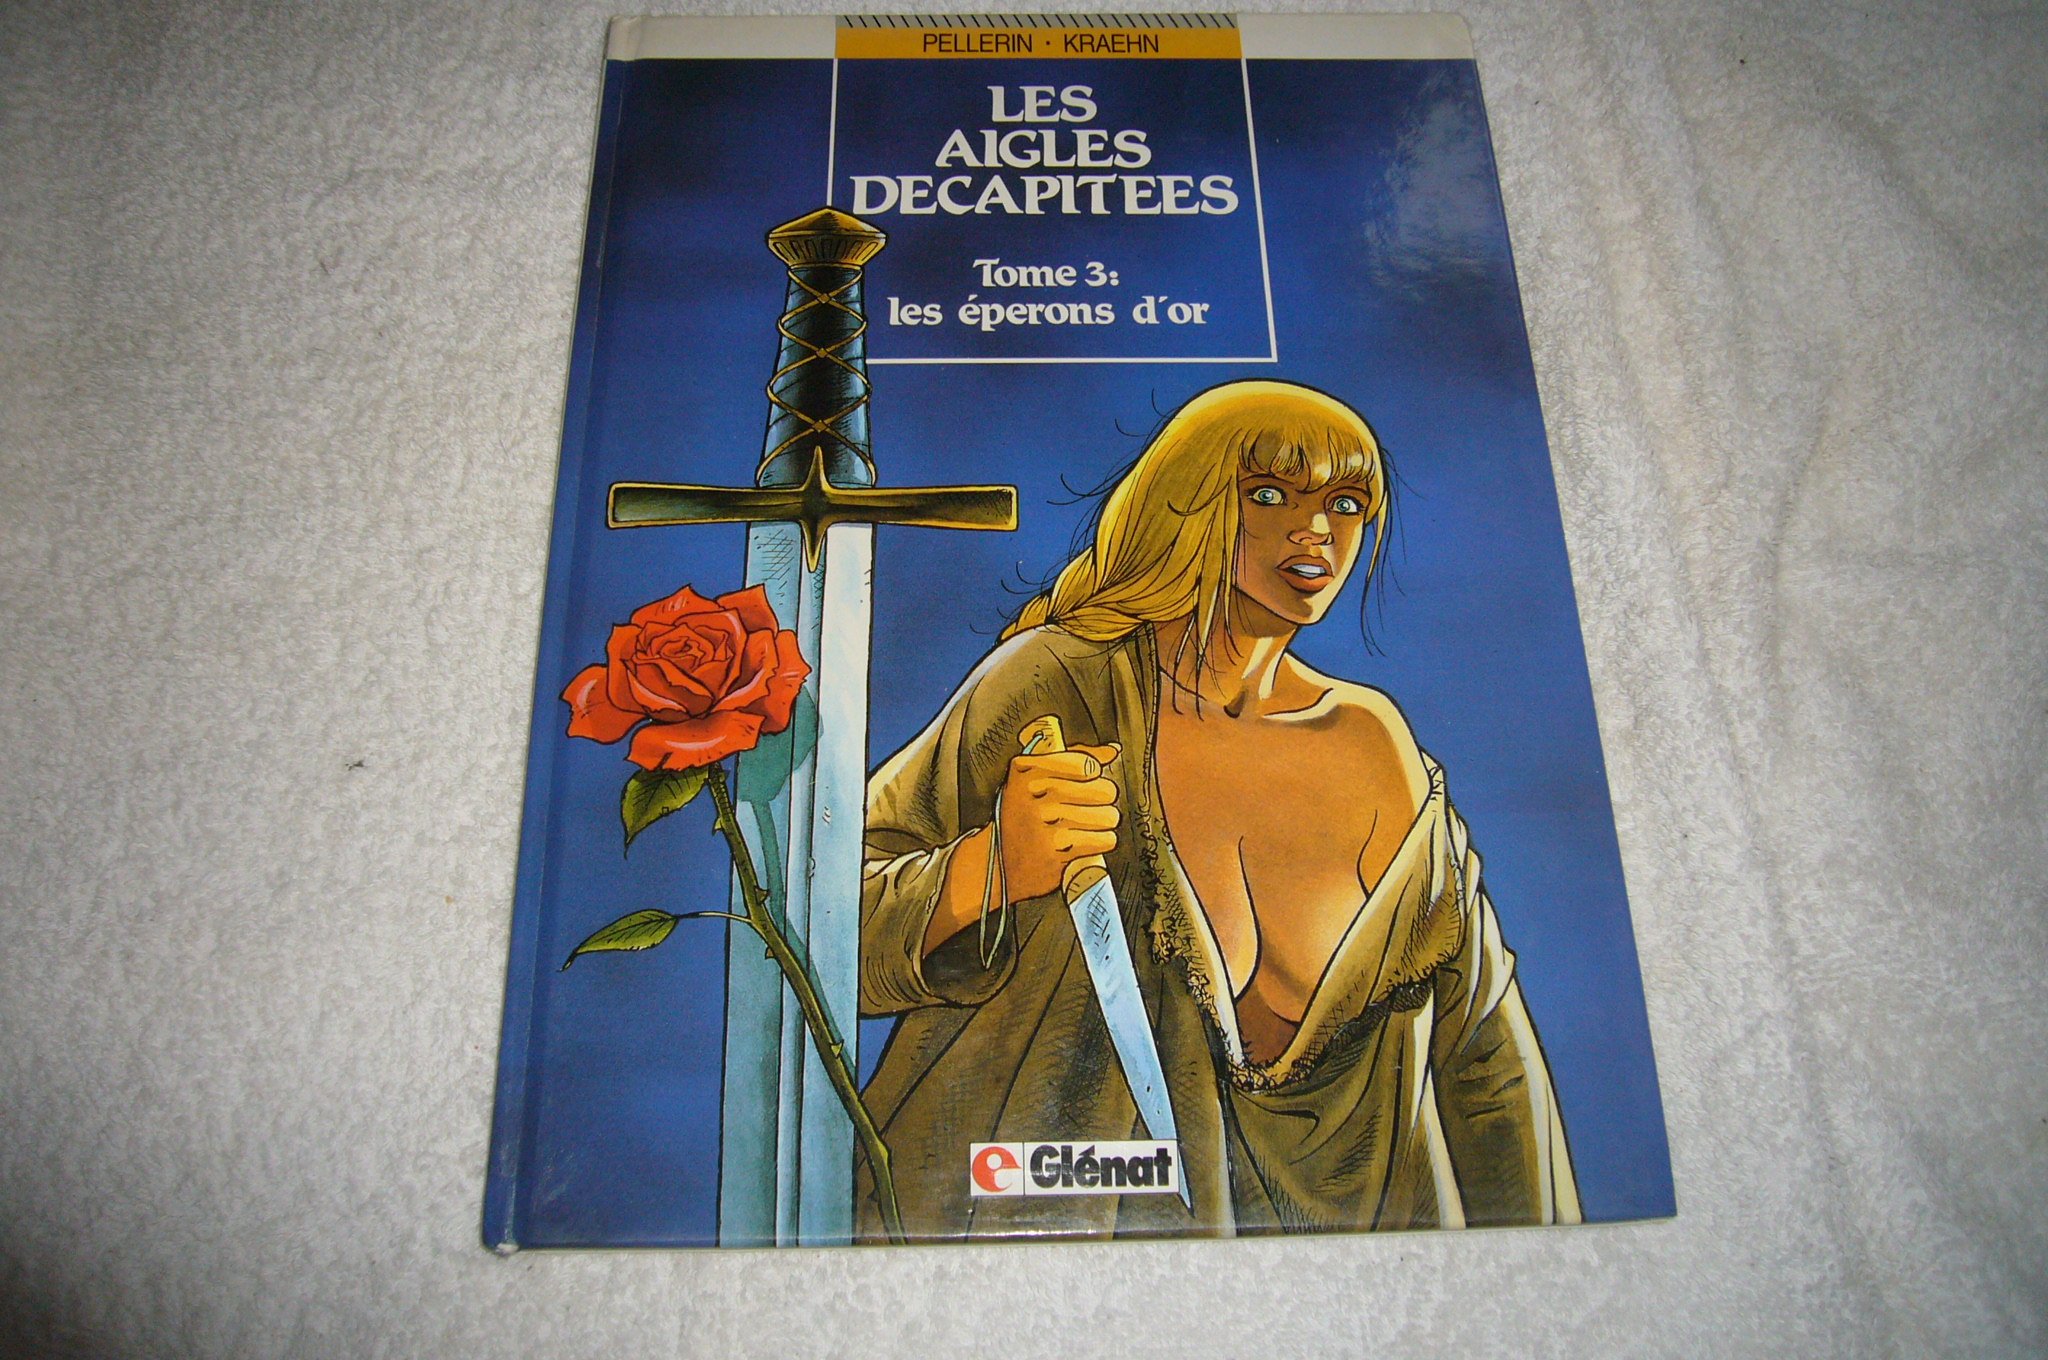 PELLERIN · KRAEHN
LES
AIGLES
DECAPITEES
Tome 3:
les éperons d'or
Glénat